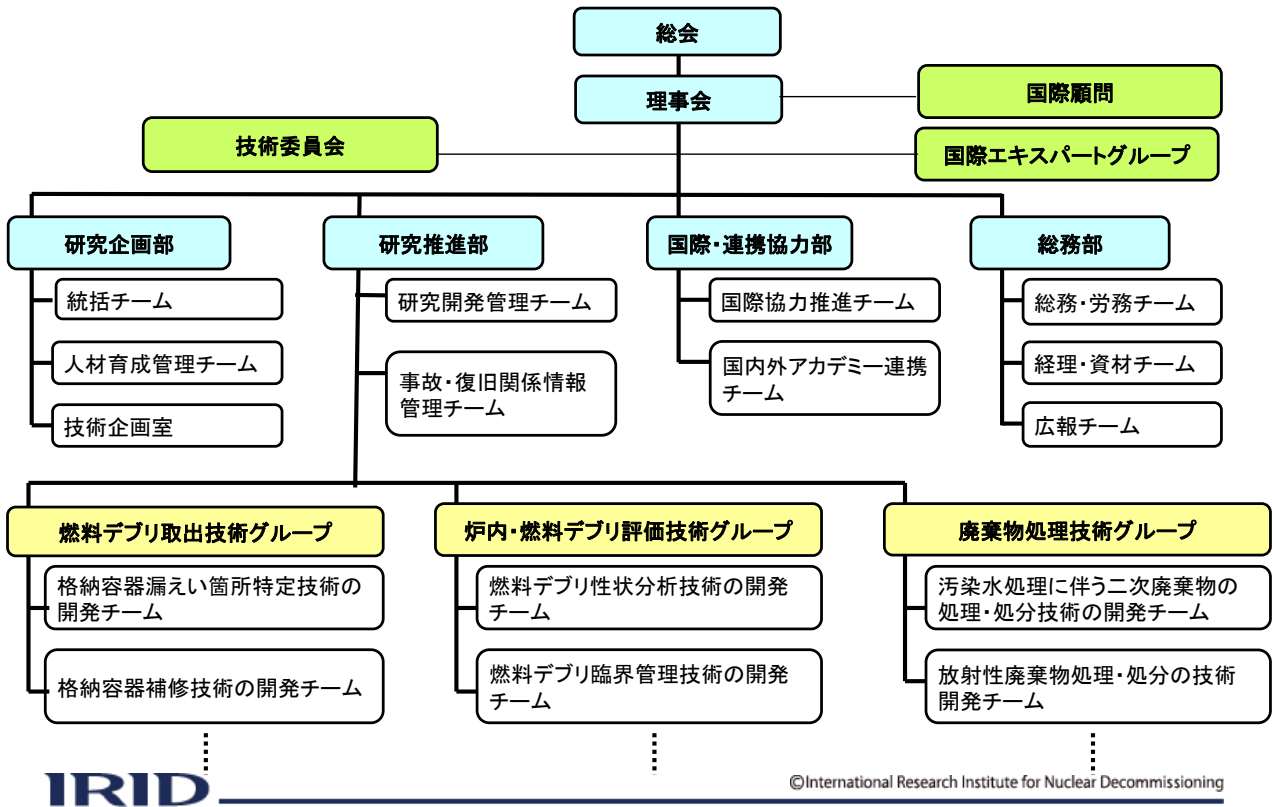 総会
理事会
国際顧問
技術委員会
国際エキスパートグループ
研究企画部
研究推進部
国際・連携協力部
総務部
統括チーム
研究開発管理チーム
国際協力推進チーム
総務・労務チーム
人材育成管理チーム
事故・復旧関係情報
管理チーム
国内外アカデミー連携
チーム
経理・資材チーム
技術企画室
広報チーム
燃料デブリ取出技術グループ
炉内・燃料デブリ評価技術グループ
廃棄物処理技術グループ
格納容器漏えい箇所特定技術の
開発チーム
燃料デブリ性状分析技術の開発
チーム
汚染水処理に伴う二次廃棄物の
処理・処分技術の開発チーム
格納容器補修技術の開発チーム
燃料デブリ臨界管理技術の開発
チーム
放射性廃棄物処理・処分の技術
開発チーム
IRID
©International Research Institute for Nuclear Decommissioning